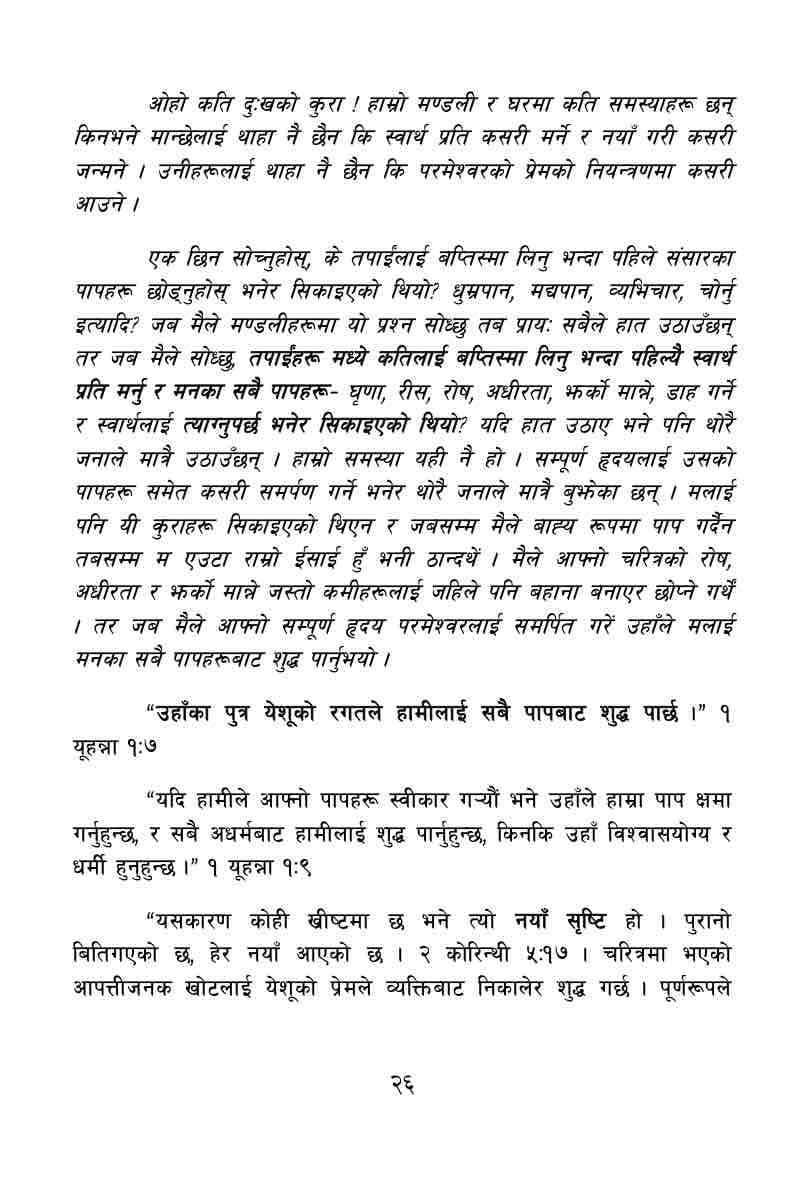 ओहो कति दुःखको कुरा ! हाम्रो मण्डली र घरमा कति समस्याहरू छन्
किनभने मान्छेलाई थाहा नै छैन कि स्वार्थ प्रति कसरी मर्ने र नयाँ गरी कसरी
जन्मने । उनीहरूलाई थाहा नै छैन कि परमेश्वरको प्रेमको नियन्त्रणमा कसरी
आउने ।
एक छिन सोच्नुहोस्, के तपाईंलाई बप्तिस्मा लिनु भन्दा पहिले संसारका
पापहरू छोड्नुहोस् भनेर सिकाइएको थियो? धुम्रपान, मद्यपान, व्यभिचार, चोर्नु
इत्यादि? जब मैले मण्डलीहरूमा यो प्रश्न सोध्छु तब प्रायः सबैले हात उठाउँछन्
तर जब मैले सोध्छु, तपाईंहरू मध्ये कतिलाई बप्तिस्मा लिनु भन्दा पहिल्यै स्वार्थ
प्रति मर्नु र मनका सबै पापहरू– घृणा, रीस, रोष, अधीरता, झर्को मान्ने, डाह गर्ने
र स्वार्थलाई त्याग्नुपर्छ भनेर सिकाइएको थियो? यदि हात उठाए भने पनि थोरै
जनाले मात्रै उठाउँछन् । हाम्रो समस्या यही नै हो । सम्पूर्ण हृदयलाई उसको
पापहरू समेत कसरी समर्पण गर्ने भनेर थोरै जनाले मात्रै बुझेका छन् । मलाई
पनि यी कुराहरू सिकाइएको थिएन र जबसम्म मैले बाह्य रूपमा पाप गर्दैन
तबसम्म म एउटा राम्रो ईसाई हुँ भनी ठान्दथें । मैले आफ्नो चरित्रको रोष,
अधीरता र झर्को मान्ने जस्तो कमीहरूलाई जहिले पनि बहाना बनाएर छोप्ने गर्थें
। तर जब मैले आफ्नो सम्पूर्ण हृदय परमेश्वरलाई समर्पित गरें उहाँले मलाई
मनका सबै पापहरूबाट शुद्ध पार्नुभयो ।
“उहाँका पुत्र येशूको रगतले हामीलाई सबै पापबाट शुद्ध पार्छ ।” १
यूहन्ना १:७
“यदि हामीले आफ्नो पापहरू स्वीकार गऱ्यौं भने उहाँले हाम्रा पाप क्षमा
गर्नुहुन्छ, र सबै अधर्मबाट हामीलाई शुद्ध पार्नुहुन्छ, किनकि उहाँ विश्वासयोग्य र
धर्मी हुनुहुन्छ ।” १ यूहन्ना १:९
“यसकारण कोही ख्रीष्टमा छ भने त्यो नयाँ सृष्टि हो । पुरानो
बितिगएको छ, हेर नयाँ आएको छ । २ कोरिन्थी ५:१७ । चरित्रमा भएको
आपत्तीजनक खोटलाई येशूको प्रेमले व्यक्तिबाट निकालेर शुद्ध गर्छ । पूर्णरूपले
२६